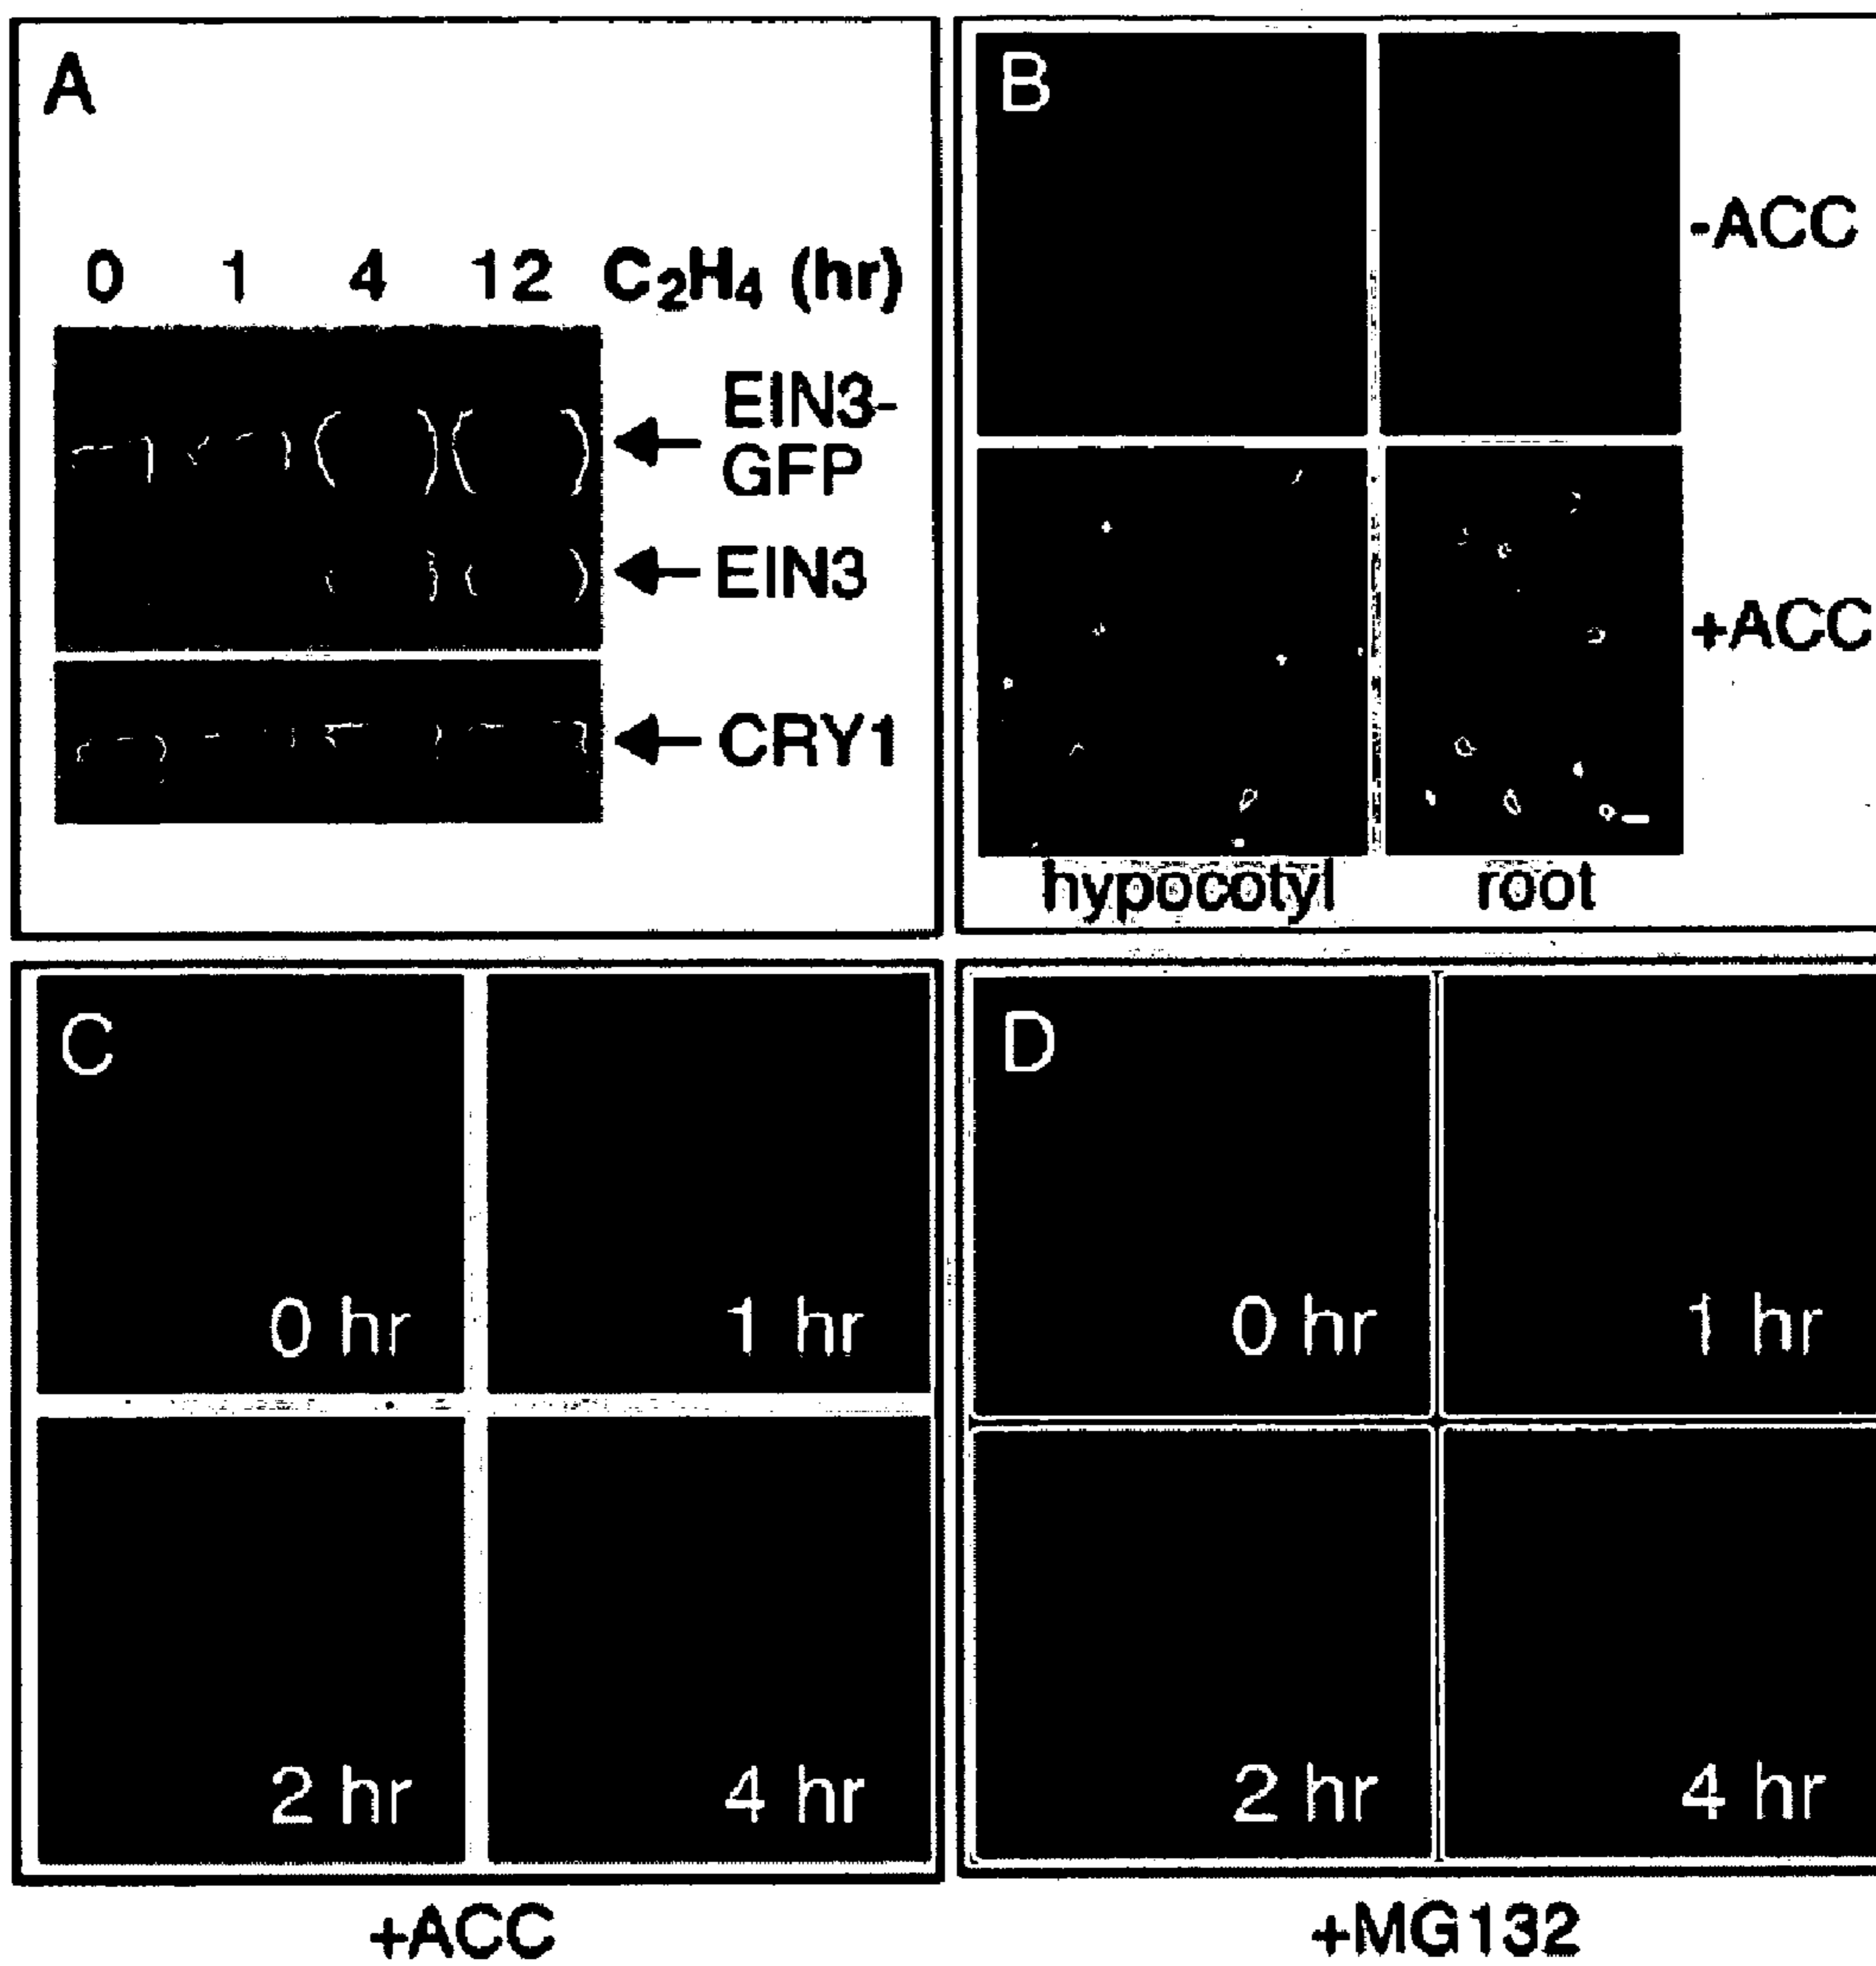 A
0 1 4 12 C₂H₄ (hr)
EIN3-
GFP
EIN3
CRY1
B
-ACC
+ACC
hypocotyl root
C
0 hr 1 hr
2 hr 4 hr
+ACC
D
0 hr 1 hr
2 hr 4 hr
+MG132